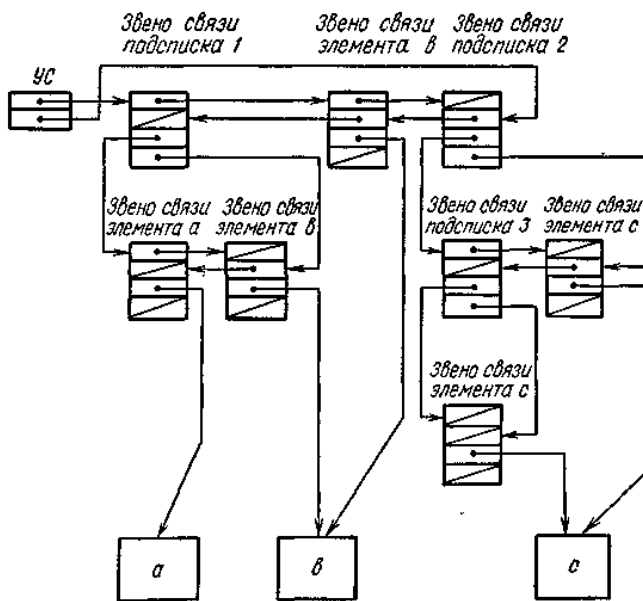 Звено связи подсписка 1
Звено связи элемента в
Звено связи подсписка 2
УС
Звено связи элемента а
Звено связи элемента в
Звено связи подсписка 3
Звено связи элемента с
Звено связи элемента с
а
в
с